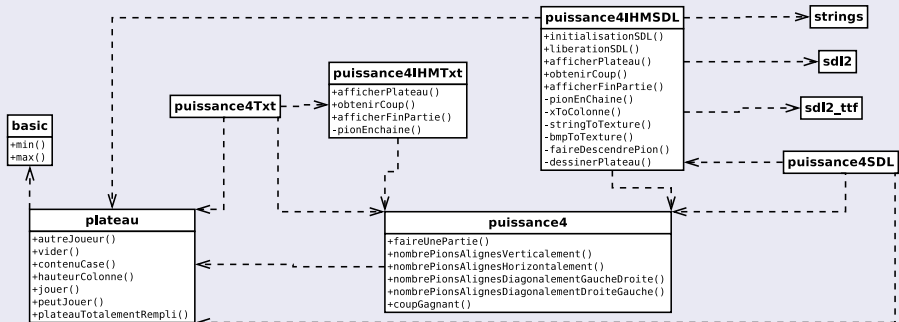 puissance4IHMSDL
+initialisationSDL()
+liberationSDL()
+afficherPlateau()
+obtenirCoup()
+afficherFinPartie()
-pionEnChaine()
-xToColonne()
-stringToTexture()
-bmpToTexture()
-faireDescendrePion()
-dessinerPlateau()
strings
sdl2
sdl2_ttf
puissance4SDL
puissance4IHMTxt
+afficherPlateau()
+obtenirCoup()
+afficherFinPartie()
-pionEnchaine()
puissance4Txt
basic
+min()
+max()
plateau
+autreJoueur()
+vider()
+contenuCase()
+hauteurColonne()
+jouer()
+peutJouer()
+plateauTotalementRempli()
puissance4
+faireUnePartie()
+nombrePionsAlignesVerticalement()
+nombrePionsAlignesHorizontalement()
+nombrePionsAlignesDiagonalementGaucheDroite()
+nombrePionsAlignesDiagonalementDroiteGauche()
+coupGagnant()